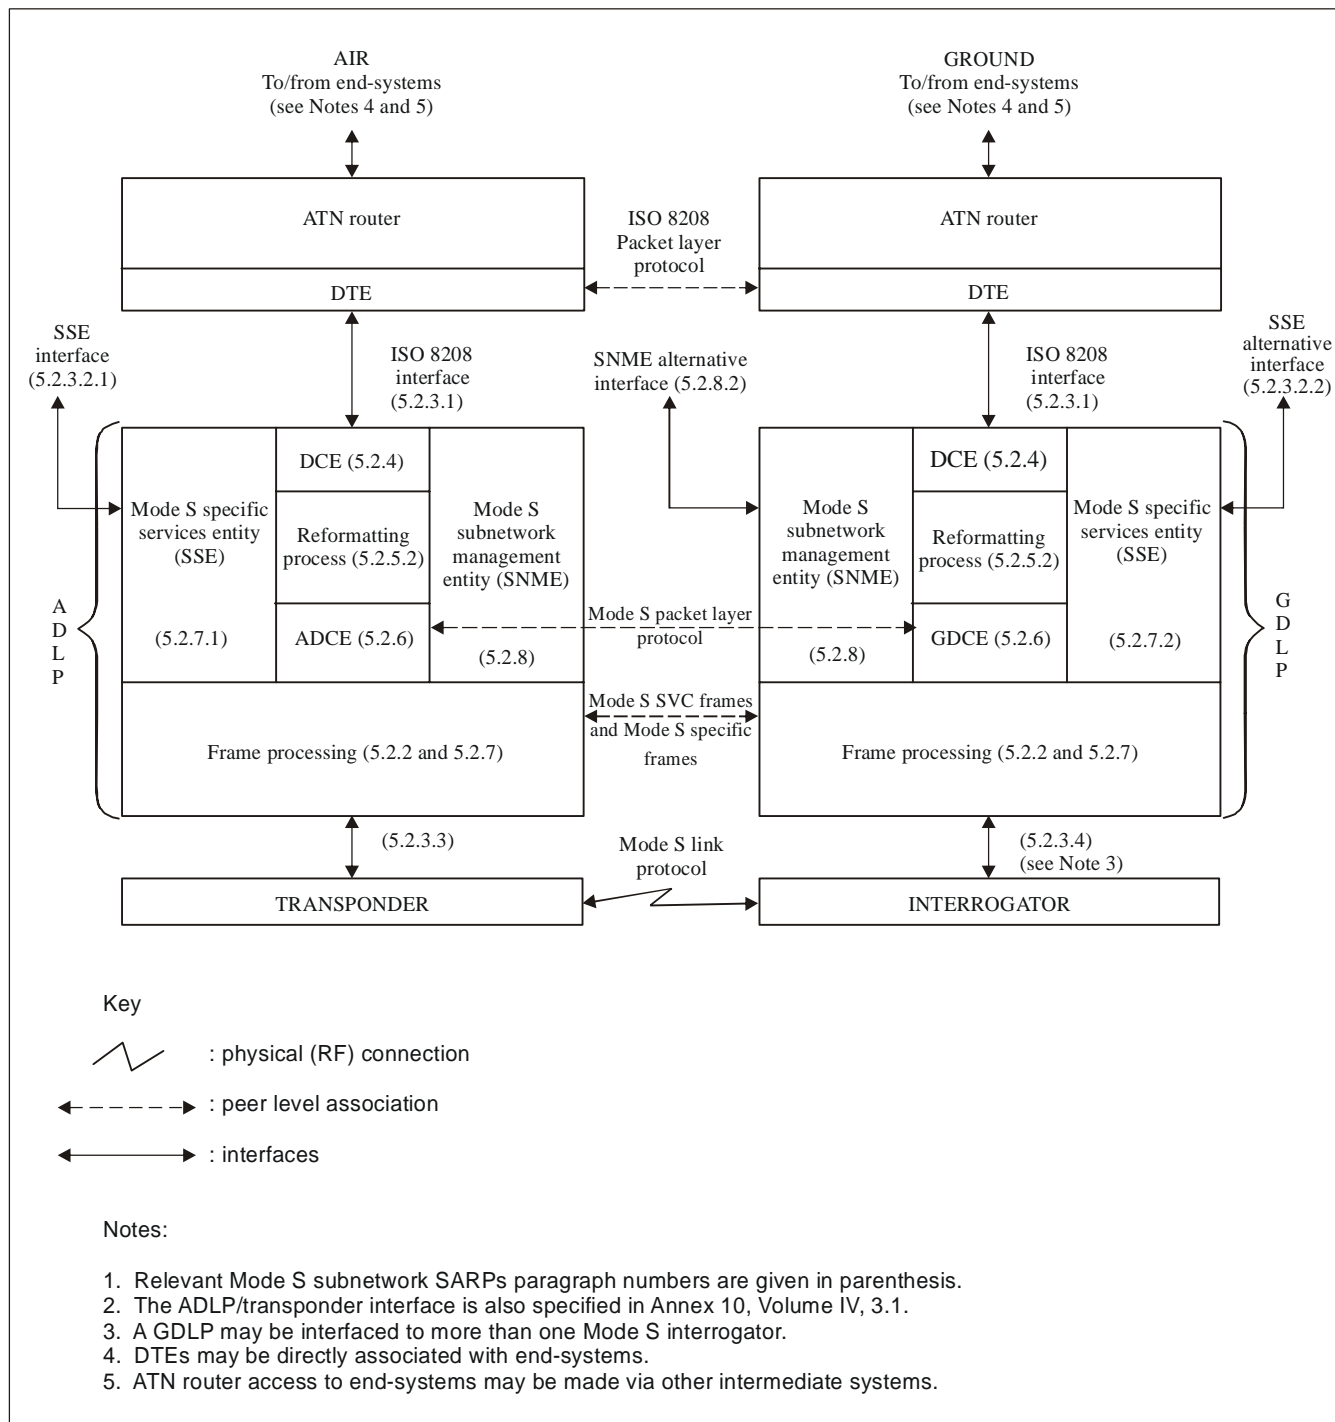 AIR
To/from end-systems
(see Notes 4 and 5)
GROUND
To/from end-systems
(see Notes 4 and 5)
ATN router
DTE
ISO 8208
Packet layer
protocol
ATN router
DTE
SSE
interface
(5.2.3.2.1)
ISO 8208
interface
(5.2.3.1)
SNME alternative
interface (5.2.8.2)
ISO 8208
interface
(5.2.3.1)
SSE
alternative
interface
(5.2.3.2.2)
A
D
L
P
Mode S specific
services entity
(SSE)
(5.2.7.1)
DCE (5.2.4)
Reformatting
process (5.2.5.2)
ADCE (5.2.6)
Mode S
subnetwork
management
entity (SNME)
(5.2.8)
Mode S packet layer
protocol
Mode S
subnetwork
management
entity (SNME)
(5.2.8)
DCE (5.2.4)
Reformatting
process (5.2.5.2)
GDCE (5.2.6)
Mode S specific
services entity
(SSE)
(5.2.7.2)
G
D
L
P
Frame processing (5.2.2 and 5.2.7)
Mode S SVC frames
and Mode S specific
frames
Frame processing (5.2.2 and 5.2.7)
(5.2.3.3)
Mode S link
protocol
(5.2.3.4)
(see Note 3)
TRANSPONDER
INTERROGATOR
Key
: physical (RF) connection
: peer level association
: interfaces
Notes:
1. Relevant Mode S subnetwork SARPs paragraph numbers are given in parenthesis.
2. The ADLP/transponder interface is also specified in Annex 10, Volume IV, 3.1.
3. A GDLP may be interfaced to more than one Mode S interrogator.
4. DTEs may be directly associated with end-systems.
5. ATN router access to end-systems may be made via other intermediate systems.